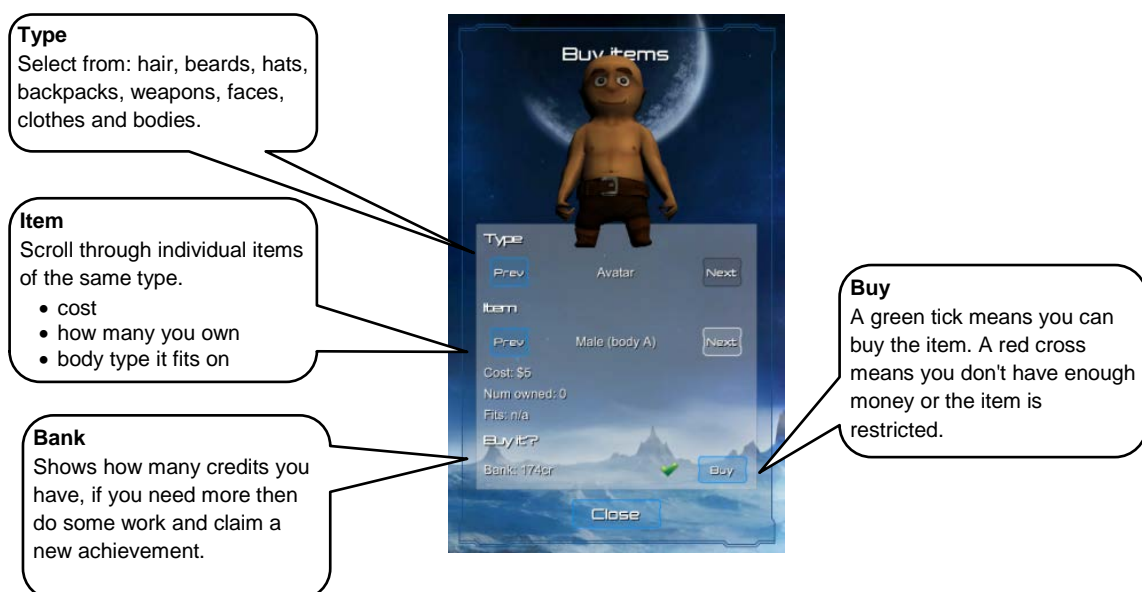 Type
Select from: hair, beards, hats,
backpacks, weapons, faces,
clothes and bodies.
Item
Scroll through individual items
of the same type.
• cost
• how many you own
• body type it fits on
Bank
Shows how many credits you
have, if you need more then
do some work and claim a
new achievement.
Buy items
Type
Prev Avatar Next
Item
Prev Male (body A) Next
Cost: $5
Num owned: 0
Fits: n/a
Buy it?
Bank: 174cr Buy
Close
Buy
A green tick means you can
buy the item. A red cross
means you don't have enough
money or the item is
restricted.